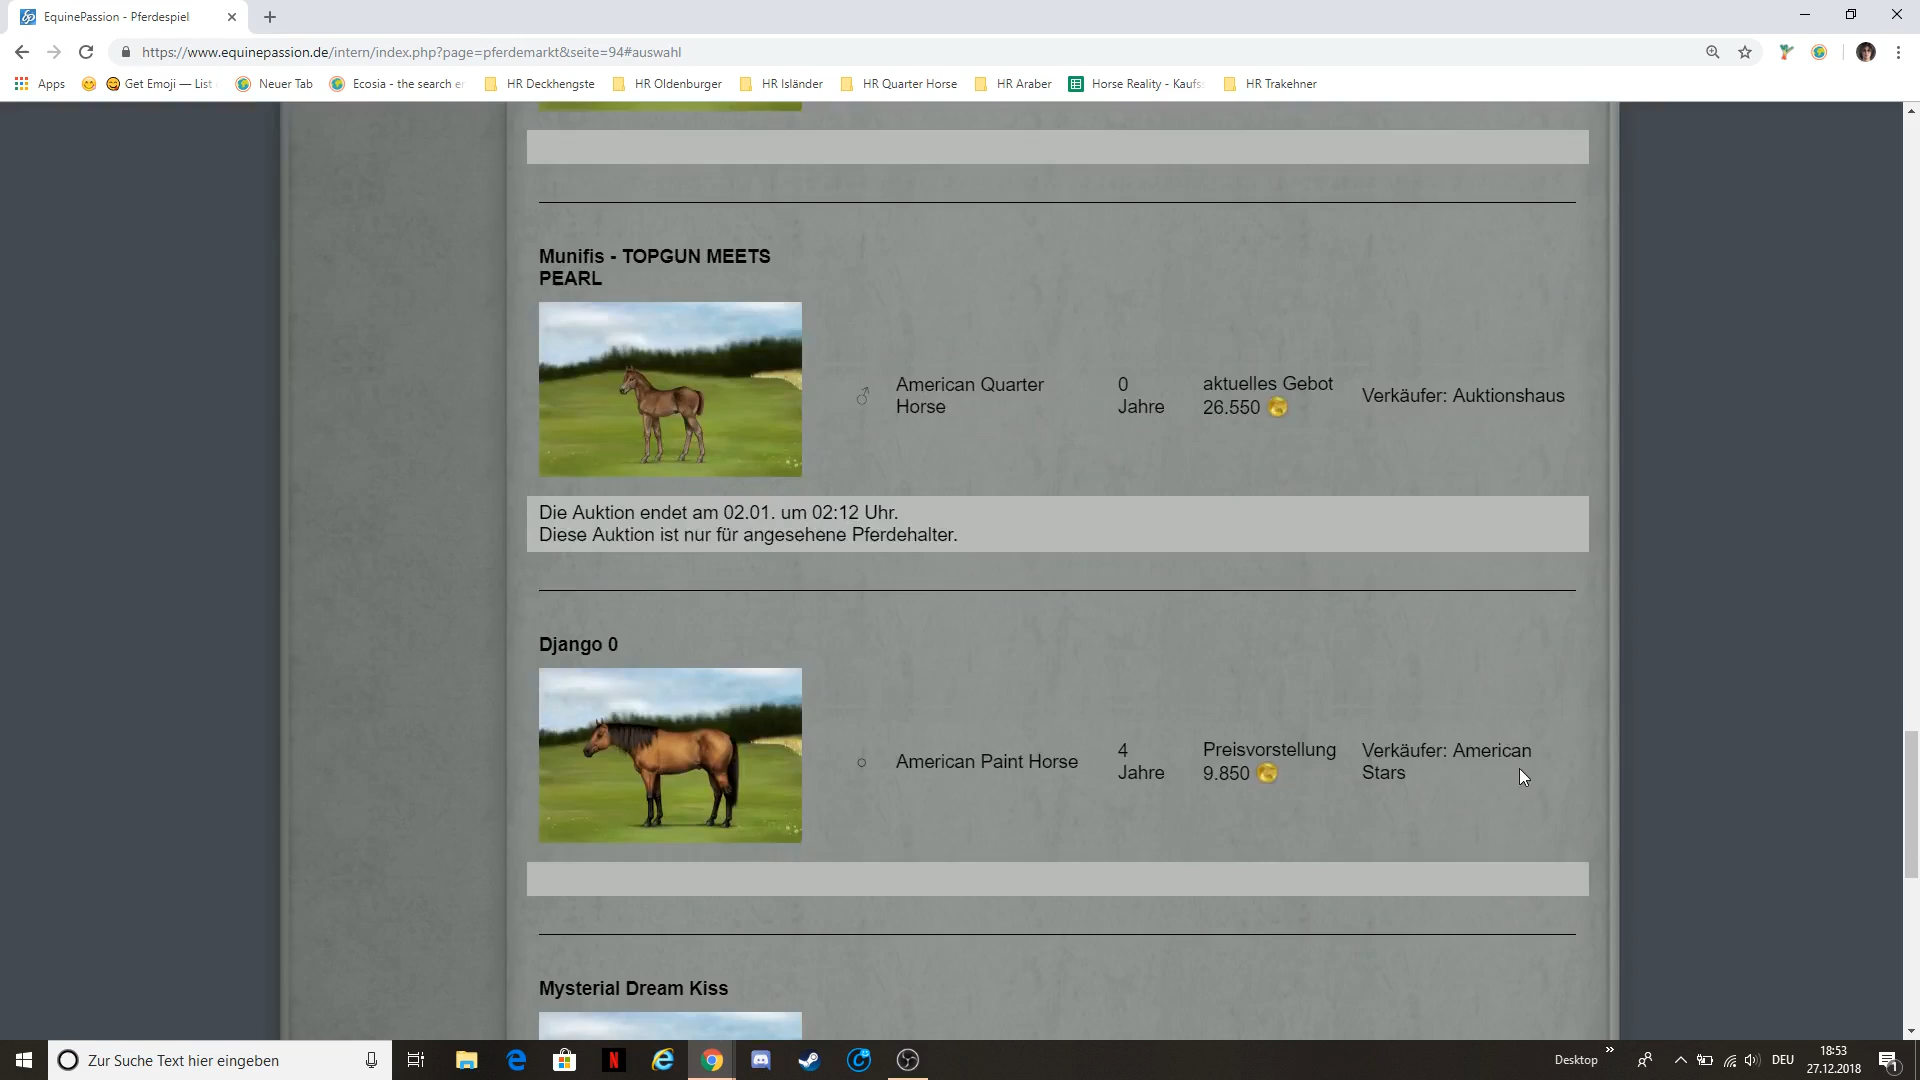 EquinePassion - Pferdespiel
https://www.equinepassion.de/intern/index.php?page=pferdemarkt&seite=94#auswahl
Apps
Get Emoji — List
Neuer Tab
Ecosia - the search e
HR Deckhengste
HR Oldenburger
HR Isländer
HR Quarter Horse
HR Araber
Horse Reality - Kaufs
HR Trakehner
Munifis - TOPGUN MEETS
PEARL
♂
American Quarter
Horse
0
Jahre
aktuelles Gebot
26.550
Verkäufer: Auktionshaus
Die Auktion endet am 02.01. um 02:12 Uhr.
Diese Auktion ist nur für angesehene Pferdehalter.
Django 0
○
American Paint Horse
4
Jahre
Preisvorstellung
9.850
Verkäufer: American
Stars
Mysterial Dream Kiss
Zur Suche Text hier eingeben
Desktop
DEU
18:53
27.12.2018
1